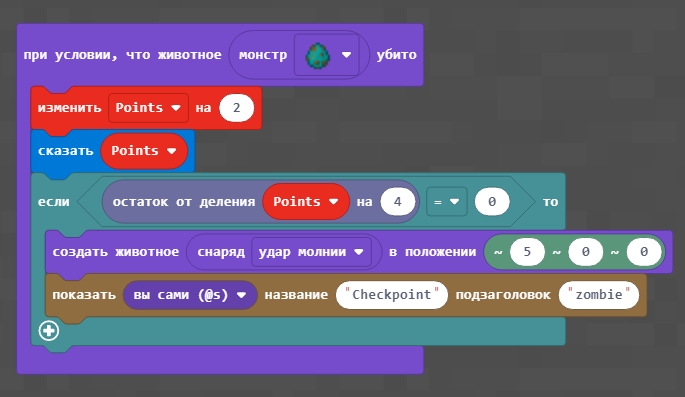 при условии, что животное монстр убито
изменить Points на 2
сказать Points
если остаток от деления Points на 4 = 0 то
создать животное снаряд удар молнии в положении ~ 5 ~ 0 ~ 0
показать вы сами (@s) название "Checkpoint" подзаголовок "zombie"